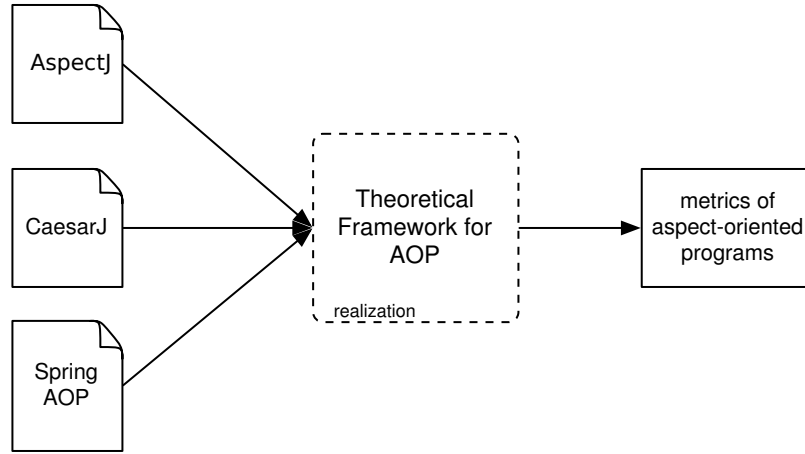 AspectJ
CaesarJ
Spring
AOP
Theoretical
Framework for
AOP
realization
metrics of
aspect-oriented
programs